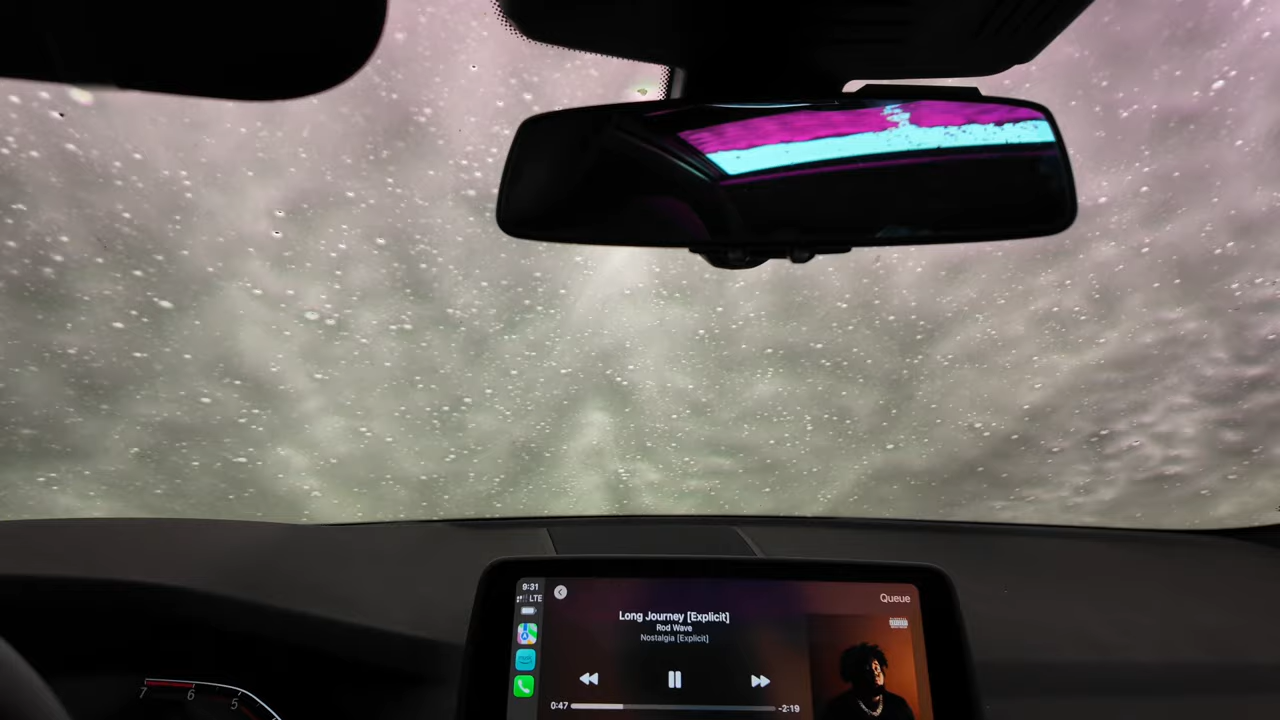 9:31
LTE
Queue
Long Journey [Explicit]
Rod Wave
Nostalgia [Explicit]
0:47
-2:19
7
6
5